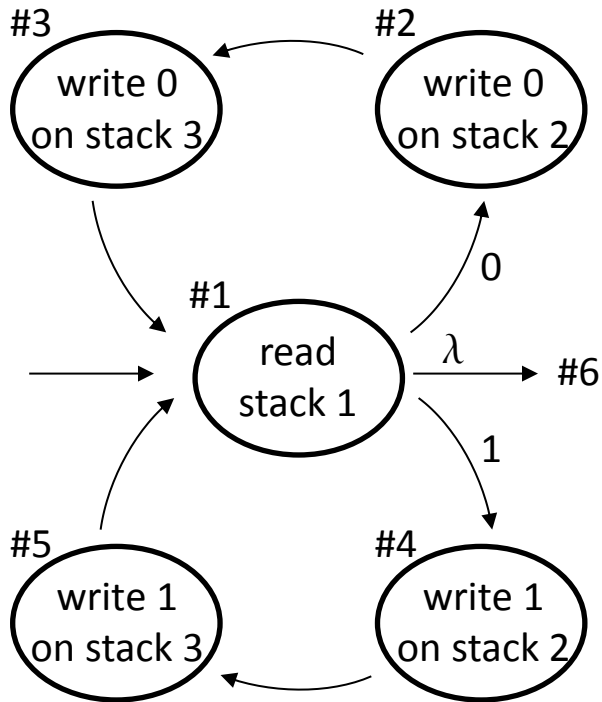 #3
write 0
on stack 3
#2
write 0
on stack 2
0
#1
read
stack 1
λ
#6
1
#5
write 1
on stack 3
#4
write 1
on stack 2